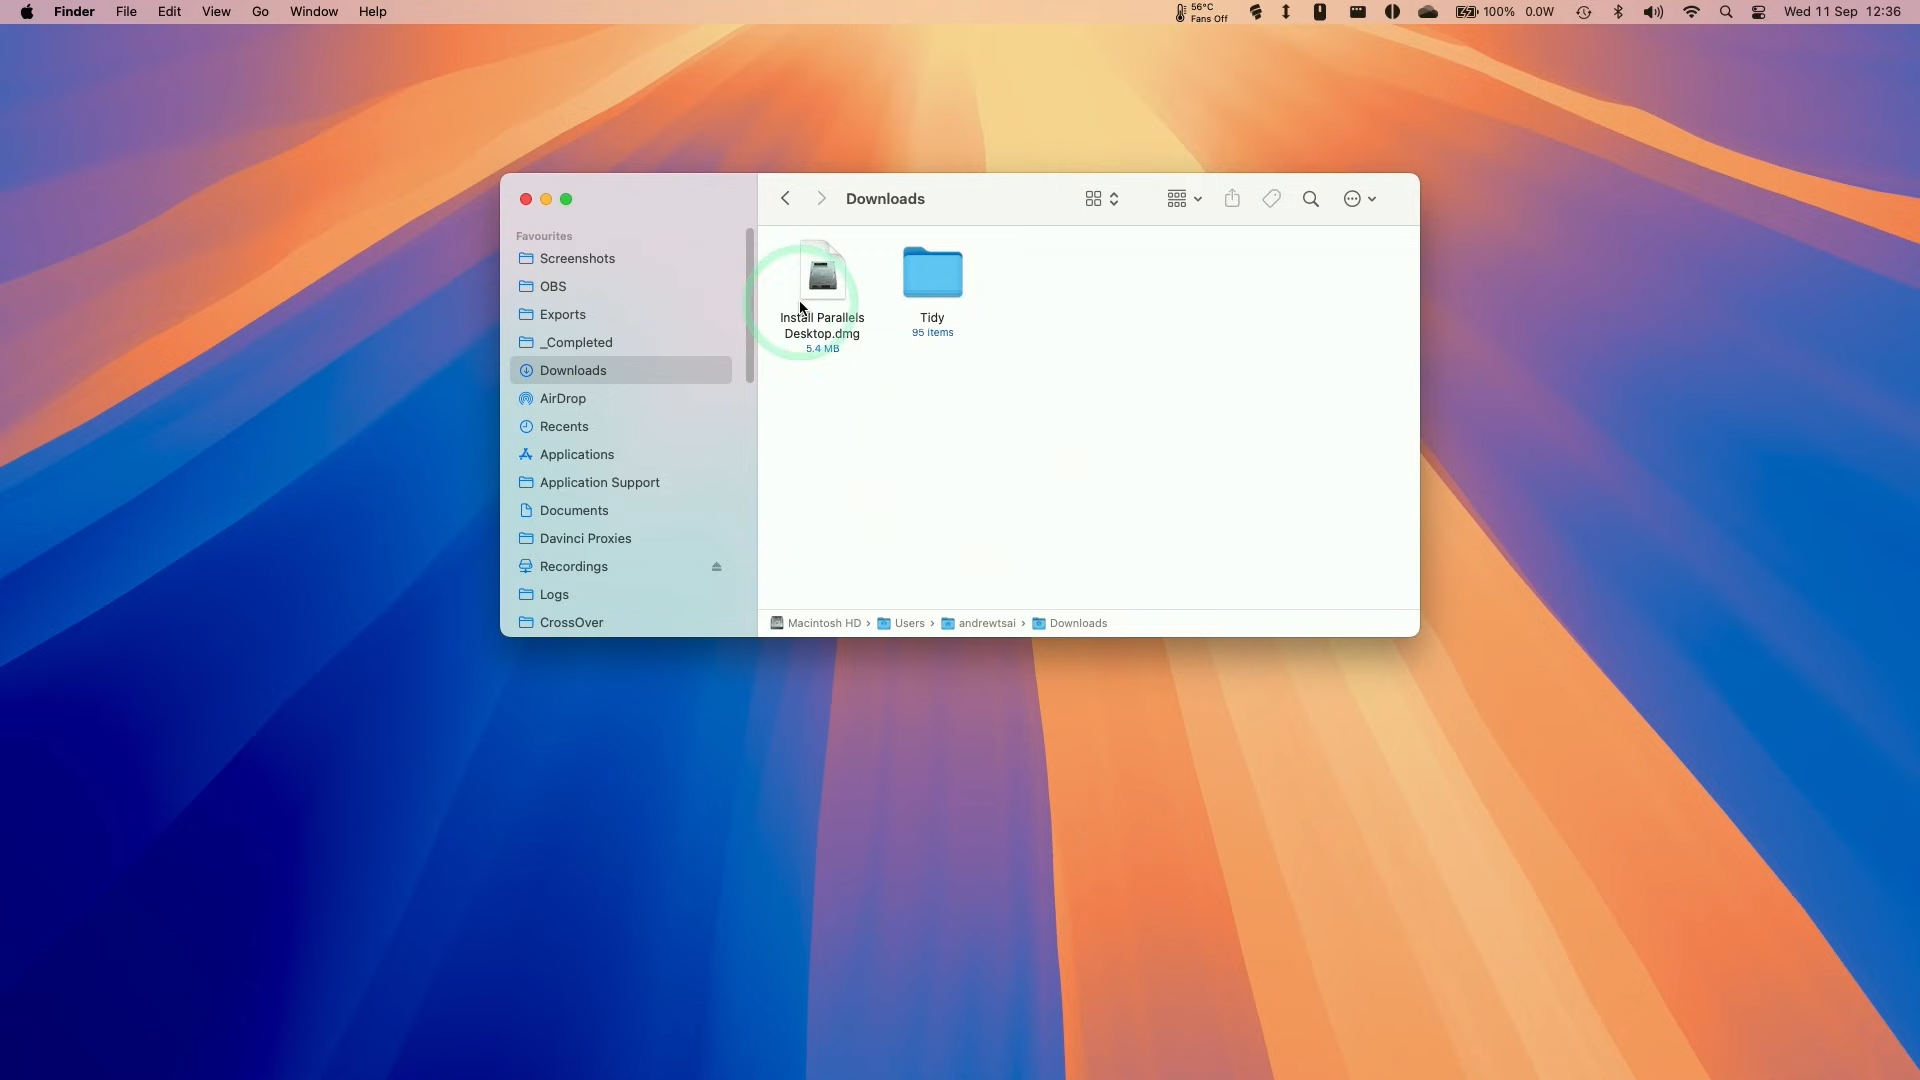 Finder File Edit View Go Window Help
56°C
Fans Off
100% 0.0W
Wed 11 Sep 12:36
Downloads
Favourites
Screenshots
OBS
Exports
_Completed
Downloads
AirDrop
Recents
Applications
Application Support
Documents
Davinci Proxies
Recordings
Logs
CrossOver
Install Parallels
Desktop.dmg
5.4 MB
Tidy
95 items
Macintosh HD › Users › andrewtsai › Downloads